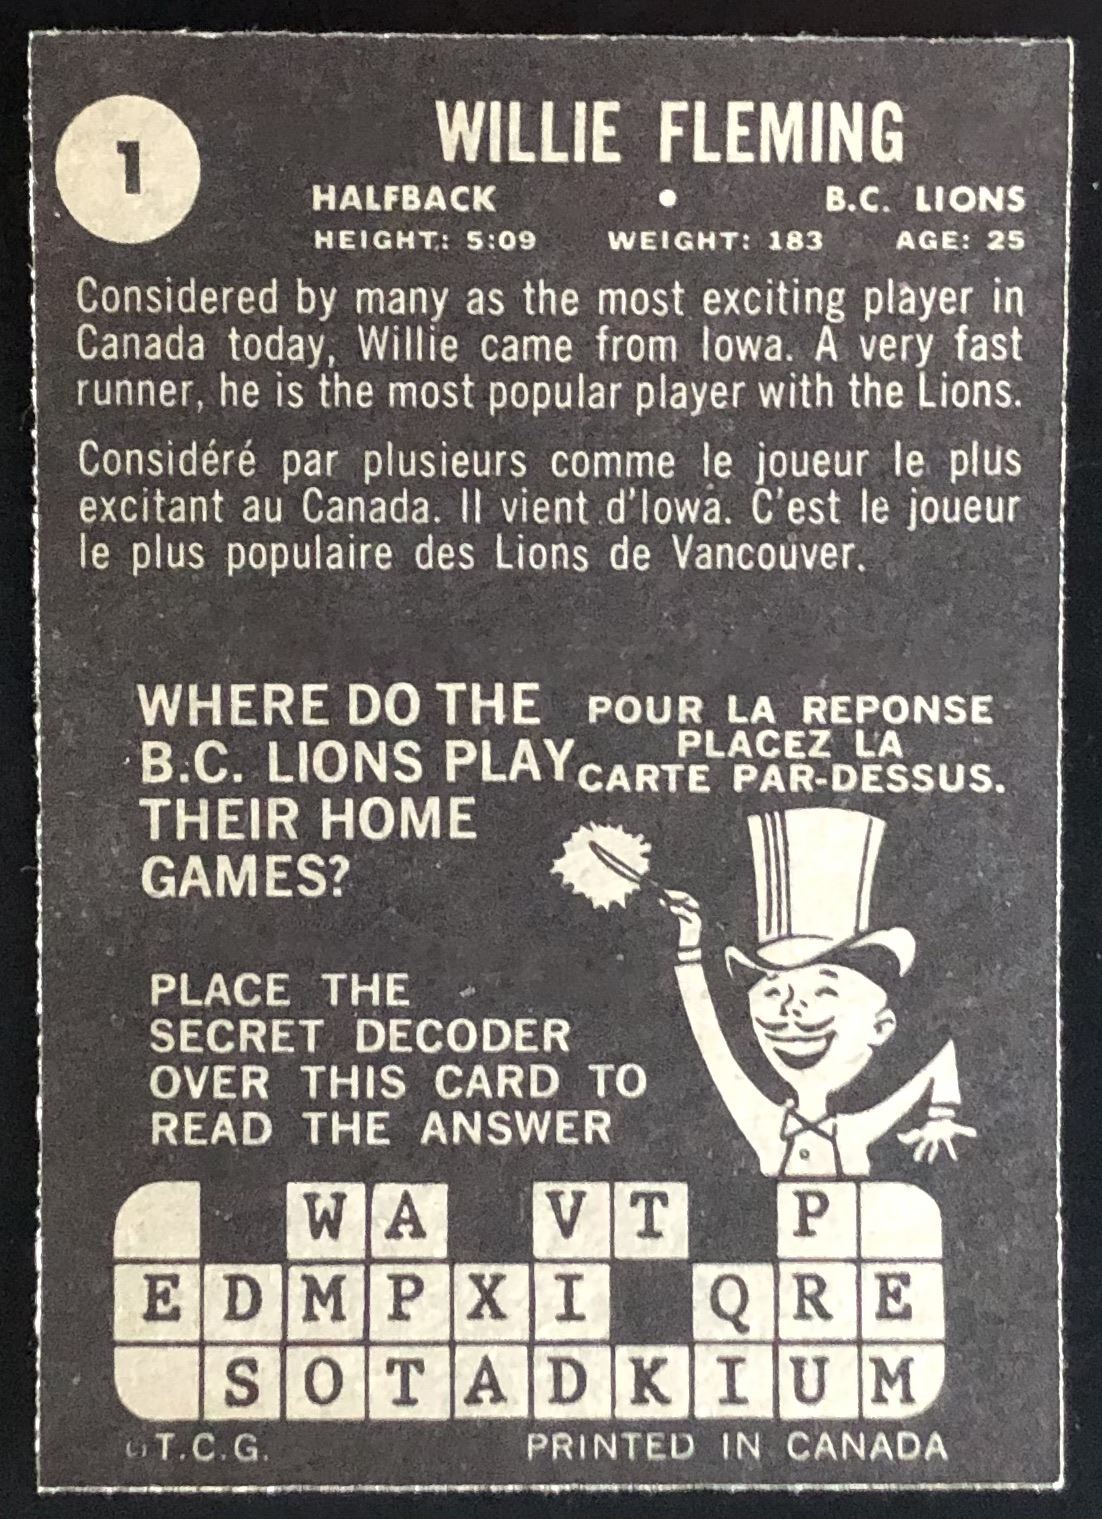 1
WILLIE FLEMING
HALFBACK • B.C. LIONS
HEIGHT: 5:09 WEIGHT: 183 AGE: 25
Considered by many as the most exciting player in
Canada today, Willie came from Iowa. A very fast
runner, he is the most popular player with the Lions.
Considéré par plusieurs comme le joueur le plus
excitant au Canada. Il vient d'Iowa. C'est le joueur
le plus populaire des Lions de Vancouver.
WHERE DO THE
B.C. LIONS PLAY
THEIR HOME
GAMES?
POUR LA REPONSE
PLACEZ LA
CARTE PAR-DESSUS.
PLACE THE
SECRET DECODER
OVER THIS CARD TO
READ THE ANSWER
W A V T P
E D M P X I Q R E
S O T A D K I U M
© T.C.G. PRINTED IN CANADA